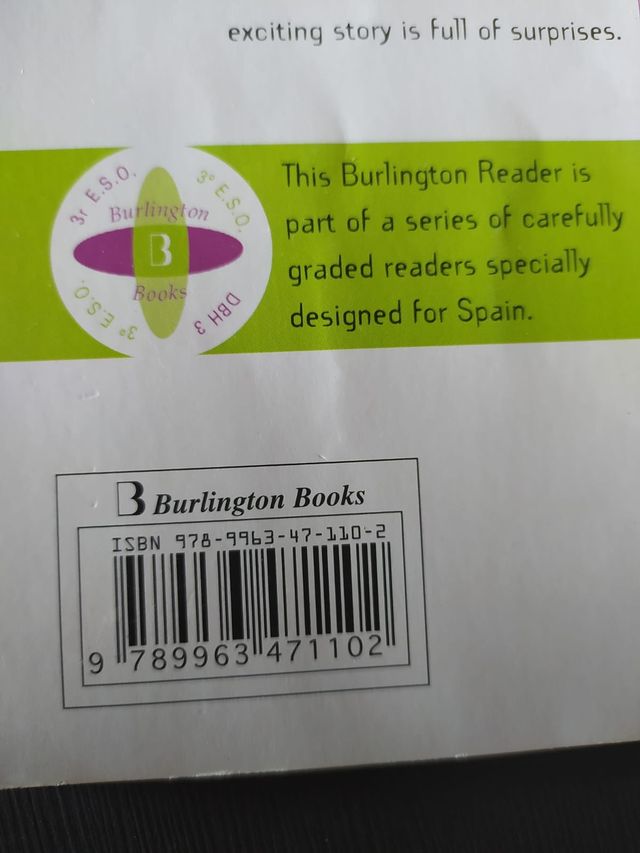 exciting story is full of surprises.
3r E.S.O.
3º E.S.O.
Burlington
B
Books
3º E.S.O.
DBH 3
This Burlington Reader is
part of a series of carefully
graded readers specially
designed for Spain.
B Burlington Books
ISBN 978-9963-47-110-2
9 789963 471102